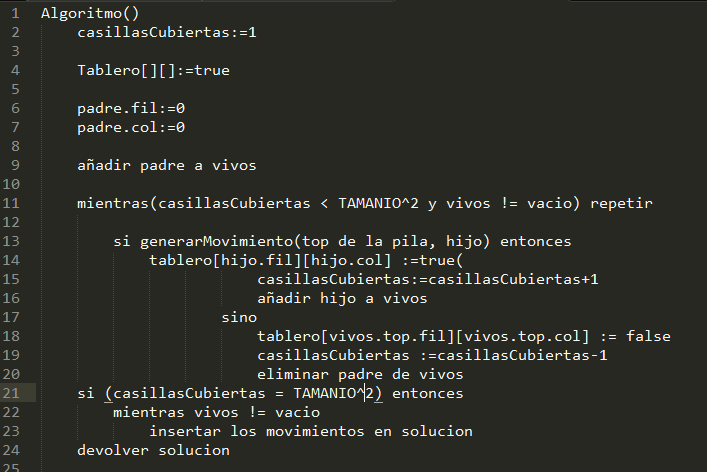 1 Algoritmo()
2 casillasCubiertas:=1
3
4 Tablero[][]:=true
5
6 padre.fil:=0
7 padre.col:=0
8
9 añadir padre a vivos
10
11 mientras(casillasCubiertas < TAMANIO^2 y vivos != vacio) repetir
12
13 si generarMovimiento(top de la pila, hijo) entonces
14 tablero[hijo.fil][hijo.col] :=true(
15 casillasCubiertas:=casillasCubiertas+1
16 añadir hijo a vivos
17 sino
18 tablero[vivos.top.fil][vivos.top.col] := false
19 casillasCubiertas :=casillasCubiertas-1
20 eliminar padre de vivos
21 si (casillasCubiertas = TAMANIO^2) entonces
22 mientras vivos != vacio
23 insertar los movimientos en solucion
24 devolver solucion
25